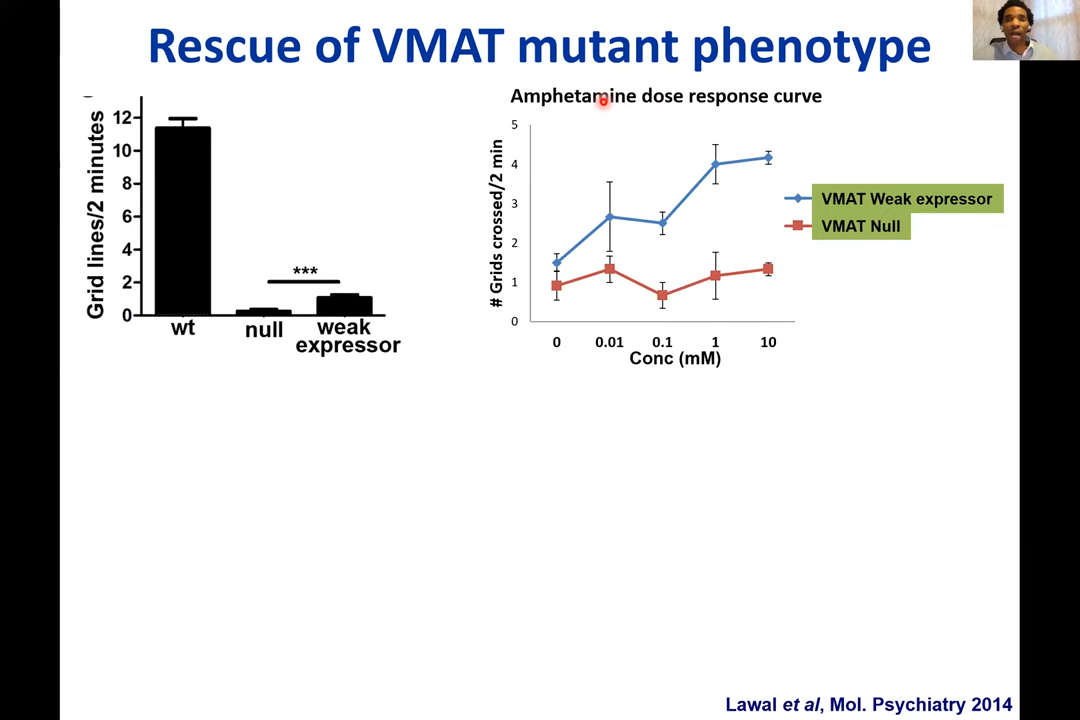 Rescue of VMAT mutant phenotype
Grid lines/2 minutes
12
10
8
6
4
2
0
***
wt
null
weak
expressor
Amphetamine dose response curve
# Grids crossed/2 min
5
4
3
2
1
0
0
0.01
0.1
1
10
Conc (mM)
VMAT Weak expressor
VMAT Null
Lawal et al, Mol. Psychiatry 2014